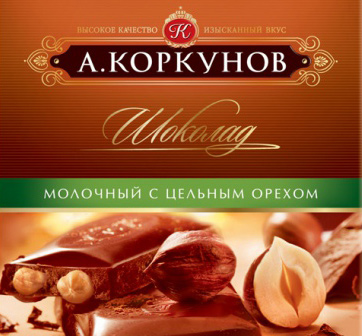 ВЫСОКОЕ КАЧЕСТВО К ИЗЫСКАННЫЙ ВКУС
А.КОРКУНОВ
Шоколад
МОЛОЧНЫЙ С ЦЕЛЬНЫМ ОРЕХОМ